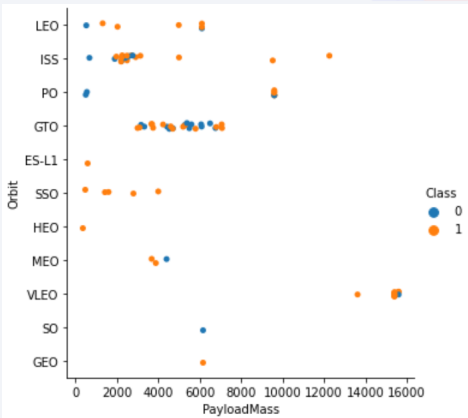 LEO
ISS
PO
GTO
ES-L1
Orbit
SSO
HEO
MEO
VLEO
SO
GEO
Class
0
1
0 2000 4000 6000 8000 10000 12000 14000 16000
PayloadMass